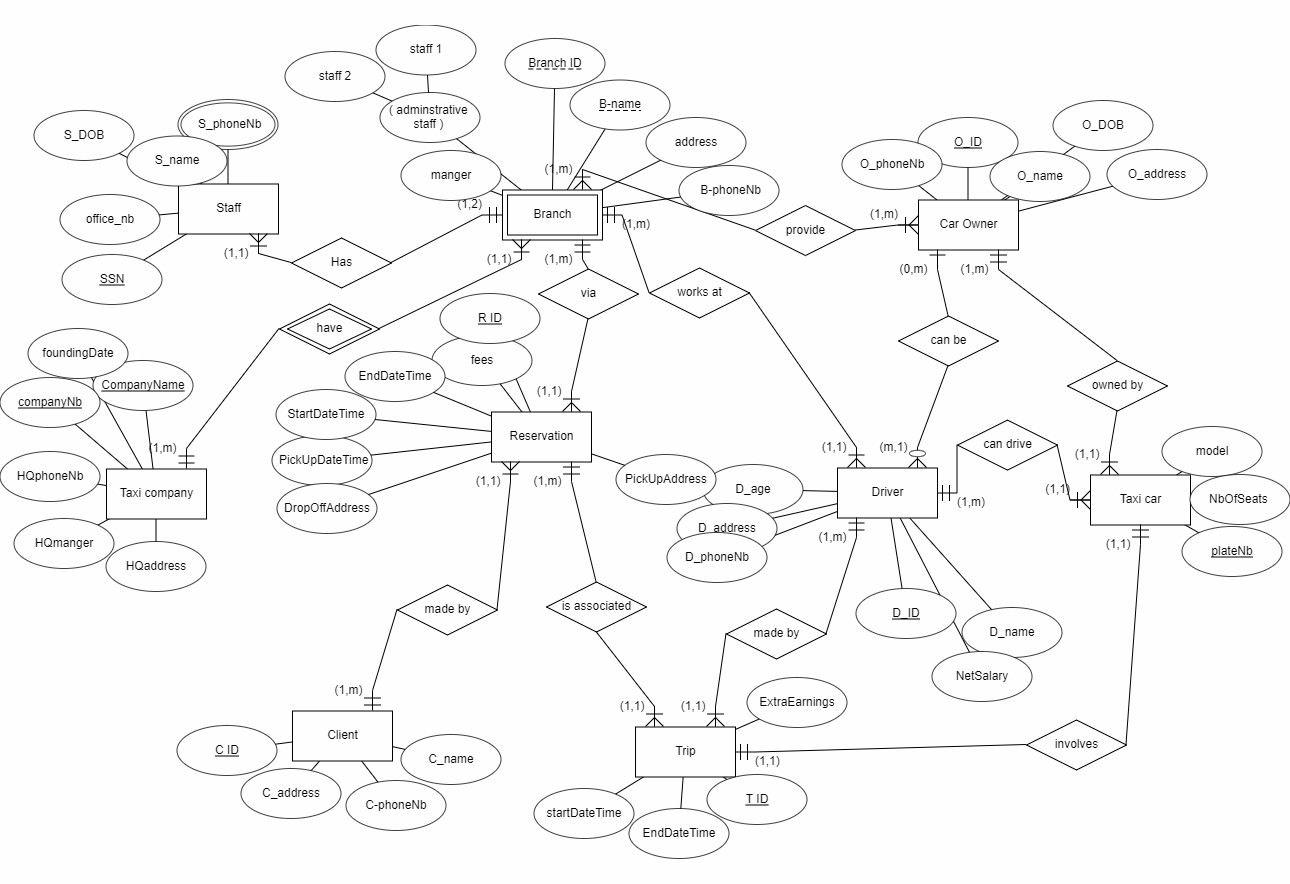 staff 1
staff 2
Branch ID
( adminstrative
staff )
B-name
S_DOB
S_phoneNb
S_name
address
O_phoneNb
O_ID
O_DOB
O_name
O_address
manger
B-phoneNb
(1,m)
(1,2)
office_nb
Staff
Branch
(1,m)
provide
(1,m)
Car Owner
(1,1)
Has
(1,1)
(1,m)
(0,m)
(1,m)
SSN
via
works at
have
R ID
can be
foundingDate
fees
EndDateTime
CompanyName
companyNb
owned by
StartDateTime
(1,1)
(1,m)
Reservation
(1,1)
(m,1)
can drive
(1,1)
model
PickUpDateTime
HQphoneNb
Taxi company
(1,1)
(1,m)
PickUpAddress
D_age
Driver
(1,m)
(1,1)
Taxi car
NbOfSeats
DropOffAddress
D_address
HQmanger
D_phoneNb
(1,m)
(1,1)
plateNb
HQaddress
made by
is associated
made by
D_ID
D_name
NetSalary
(1,m)
(1,1)
(1,1)
ExtraEarnings
Client
Trip
(1,1)
involves
C ID
C_name
C_address
C-phoneNb
startDateTime
T ID
EndDateTime